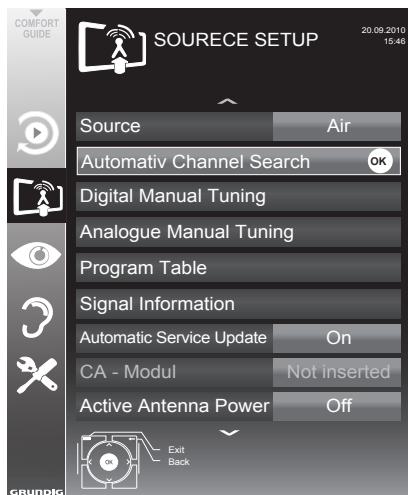 COMFORT
GUIDE
SOURECE SETUP
20.09.2010
15:46
Source Air
Automativ Channel Search OK
Digital Manual Tuning
Analogue Manual Tuning
Program Table
Signal Information
Automatic Service Update On
CA - Modul Not inserted
Active Antenna Power Off
OK
Exit
Back
GRUNDIG